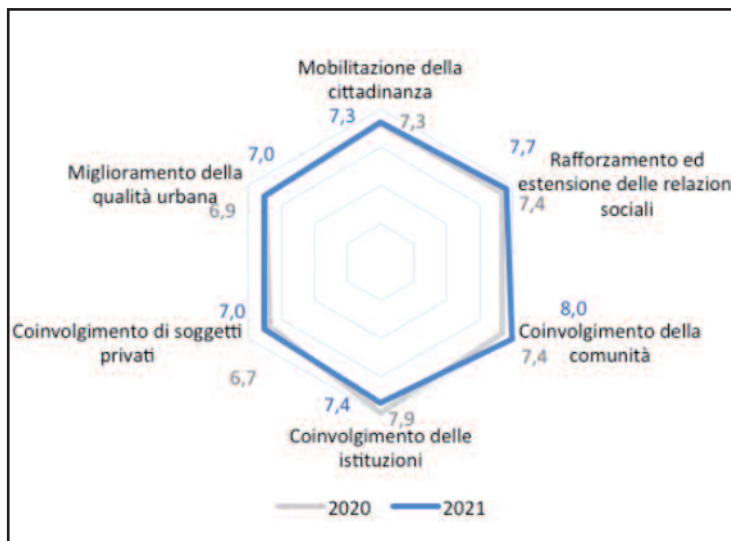 Mobilitazione della
cittadinanza
7,3
7,3
7,0
Miglioramento della
qualità urbana
6,9
7,7
Rafforzamento ed
estensione delle relazion
sociali
7,4
7,0
Coinvolgimento di soggetti
privati
6,7
8,0
Coinvolgimento della
comunità
7,4
7,4
7,9
Coinvolgimento delle
istituzioni
2020
2021